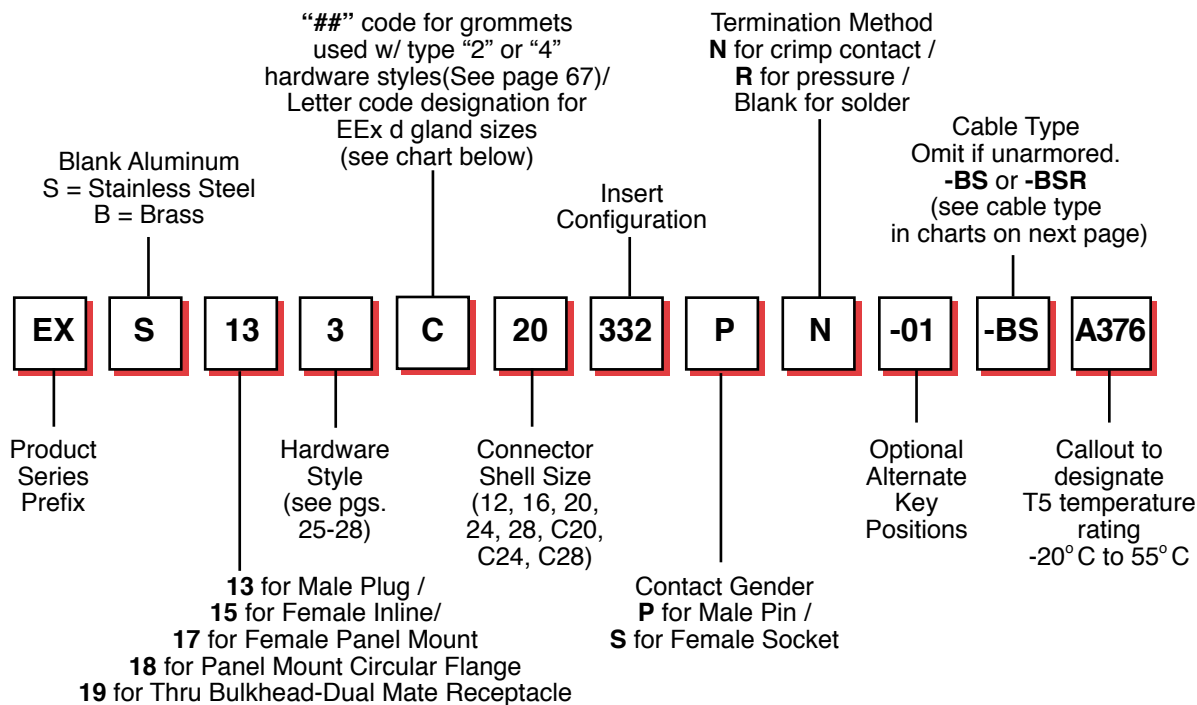 “##” code for grommets
used w/ type “2” or “4”
hardware styles(See page 67)/
Letter code designation for
EEx d gland sizes
(see chart below)
Termination Method
N for crimp contact /
R for pressure /
Blank for solder
Cable Type
Omit if unarmored.
-BS or -BSR
(see cable type
in charts on next page)
Blank Aluminum
S = Stainless Steel
B = Brass
Insert
Configuration
EX S 13 3 C 20 332 P N -01 -BS A376
Product
Series
Prefix
Hardware
Style
(see pgs.
25-28)
Connector
Shell Size
(12, 16, 20,
24, 28, C20,
C24, C28)
Optional
Alternate
Key
Positions
Callout to
designate
T5 temperature
rating
-20° C to 55° C
13 for Male Plug /
15 for Female Inline/
17 for Female Panel Mount
18 for Panel Mount Circular Flange
19 for Thru Bulkhead-Dual Mate Receptacle
Contact Gender
P for Male Pin /
S for Female Socket